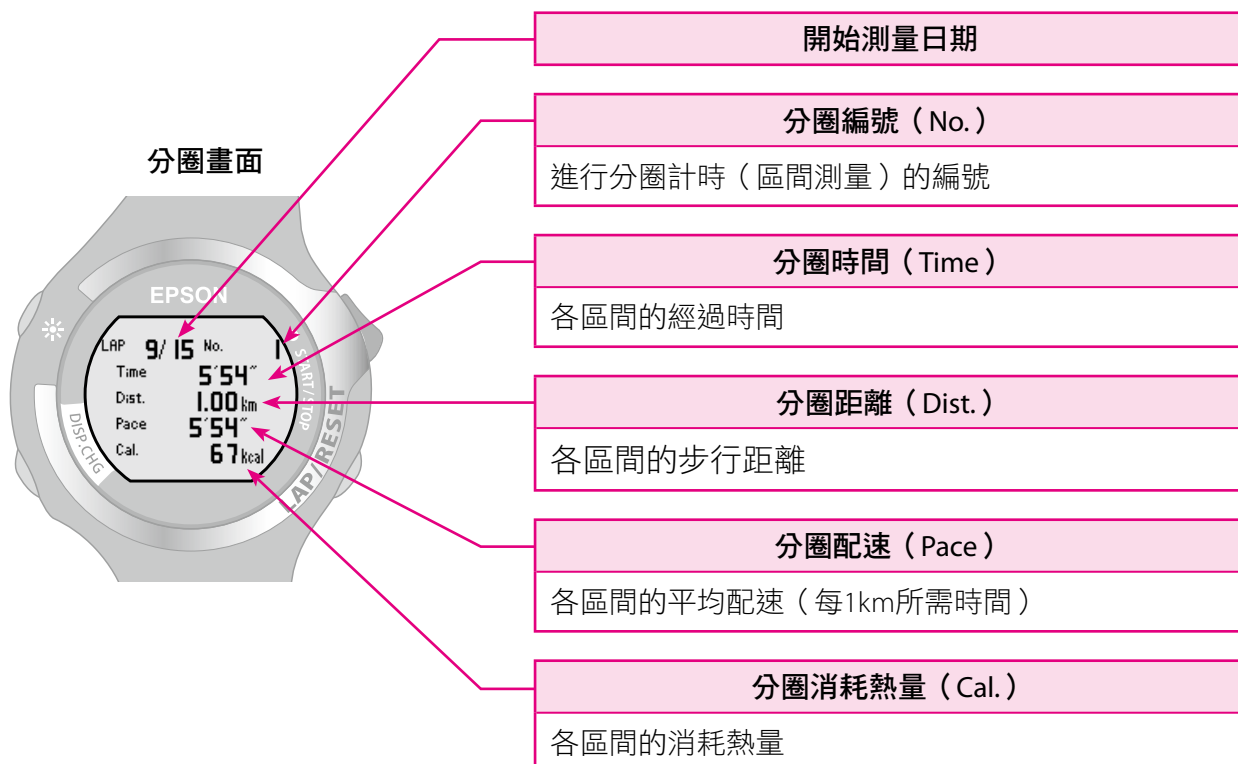 開始測量日期
分圈編號（No.）
進行分圈計時（區間測量）的編號
分圈畫面
分圈時間（Time）
各區間的經過時間
分圈距離（Dist.）
各區間的步行距離
分圈配速（Pace）
各區間的平均配速（每1km所需時間）
分圈消耗熱量（Cal.）
各區間的消耗熱量
EPSON
LAP 9/15 No. 1
Time 5´54˝
Dist. 1.00 km
Pace 5´54˝
Cal. 67 kcal
START/STOP
LAP/RESET
DISP.CHG